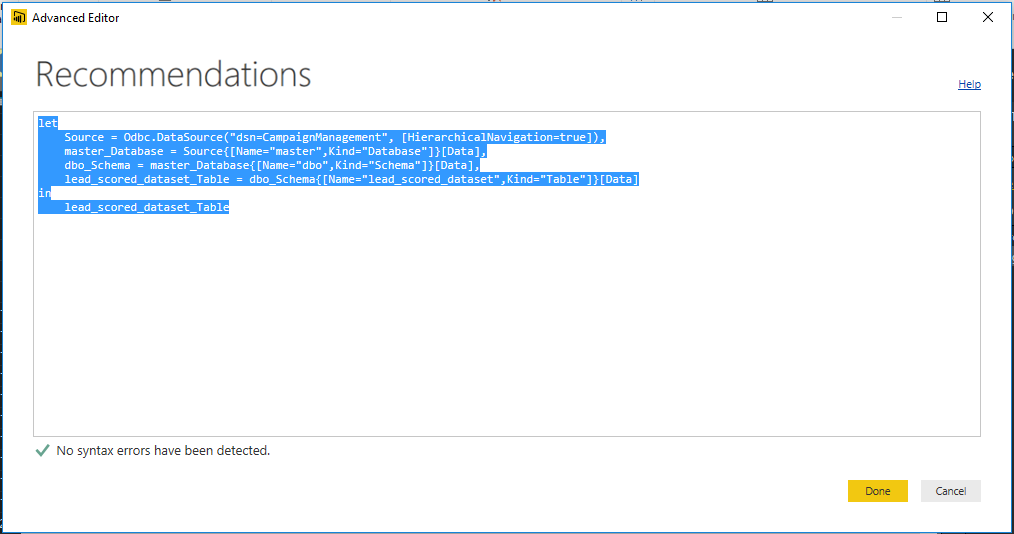 Advanced Editor
Recommendations
Help
let
    Source = Odbc.DataSource("dsn=CampaignManagement", [HierarchicalNavigation=true]),
    master_Database = Source{[Name="master",Kind="Database"]}[Data],
    dbo_Schema = master_Database{[Name="dbo",Kind="Schema"]}[Data],
    lead_scored_dataset_Table = dbo_Schema{[Name="lead_scored_dataset",Kind="Table"]}[Data]
in
    lead_scored_dataset_Table
No syntax errors have been detected.
Done
Cancel